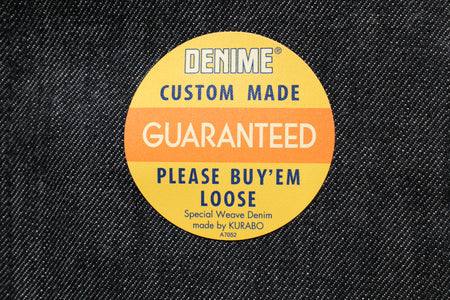 DENIME®
CUSTOM MADE
GUARANTEED
PLEASE BUY'EM
LOOSE
Special Weave Denim
made by KURABO
A7052